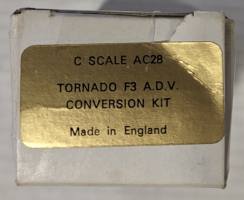 C SCALE AC28
TORNADO F3 A.D.V.
CONVERSION KIT
Made in England